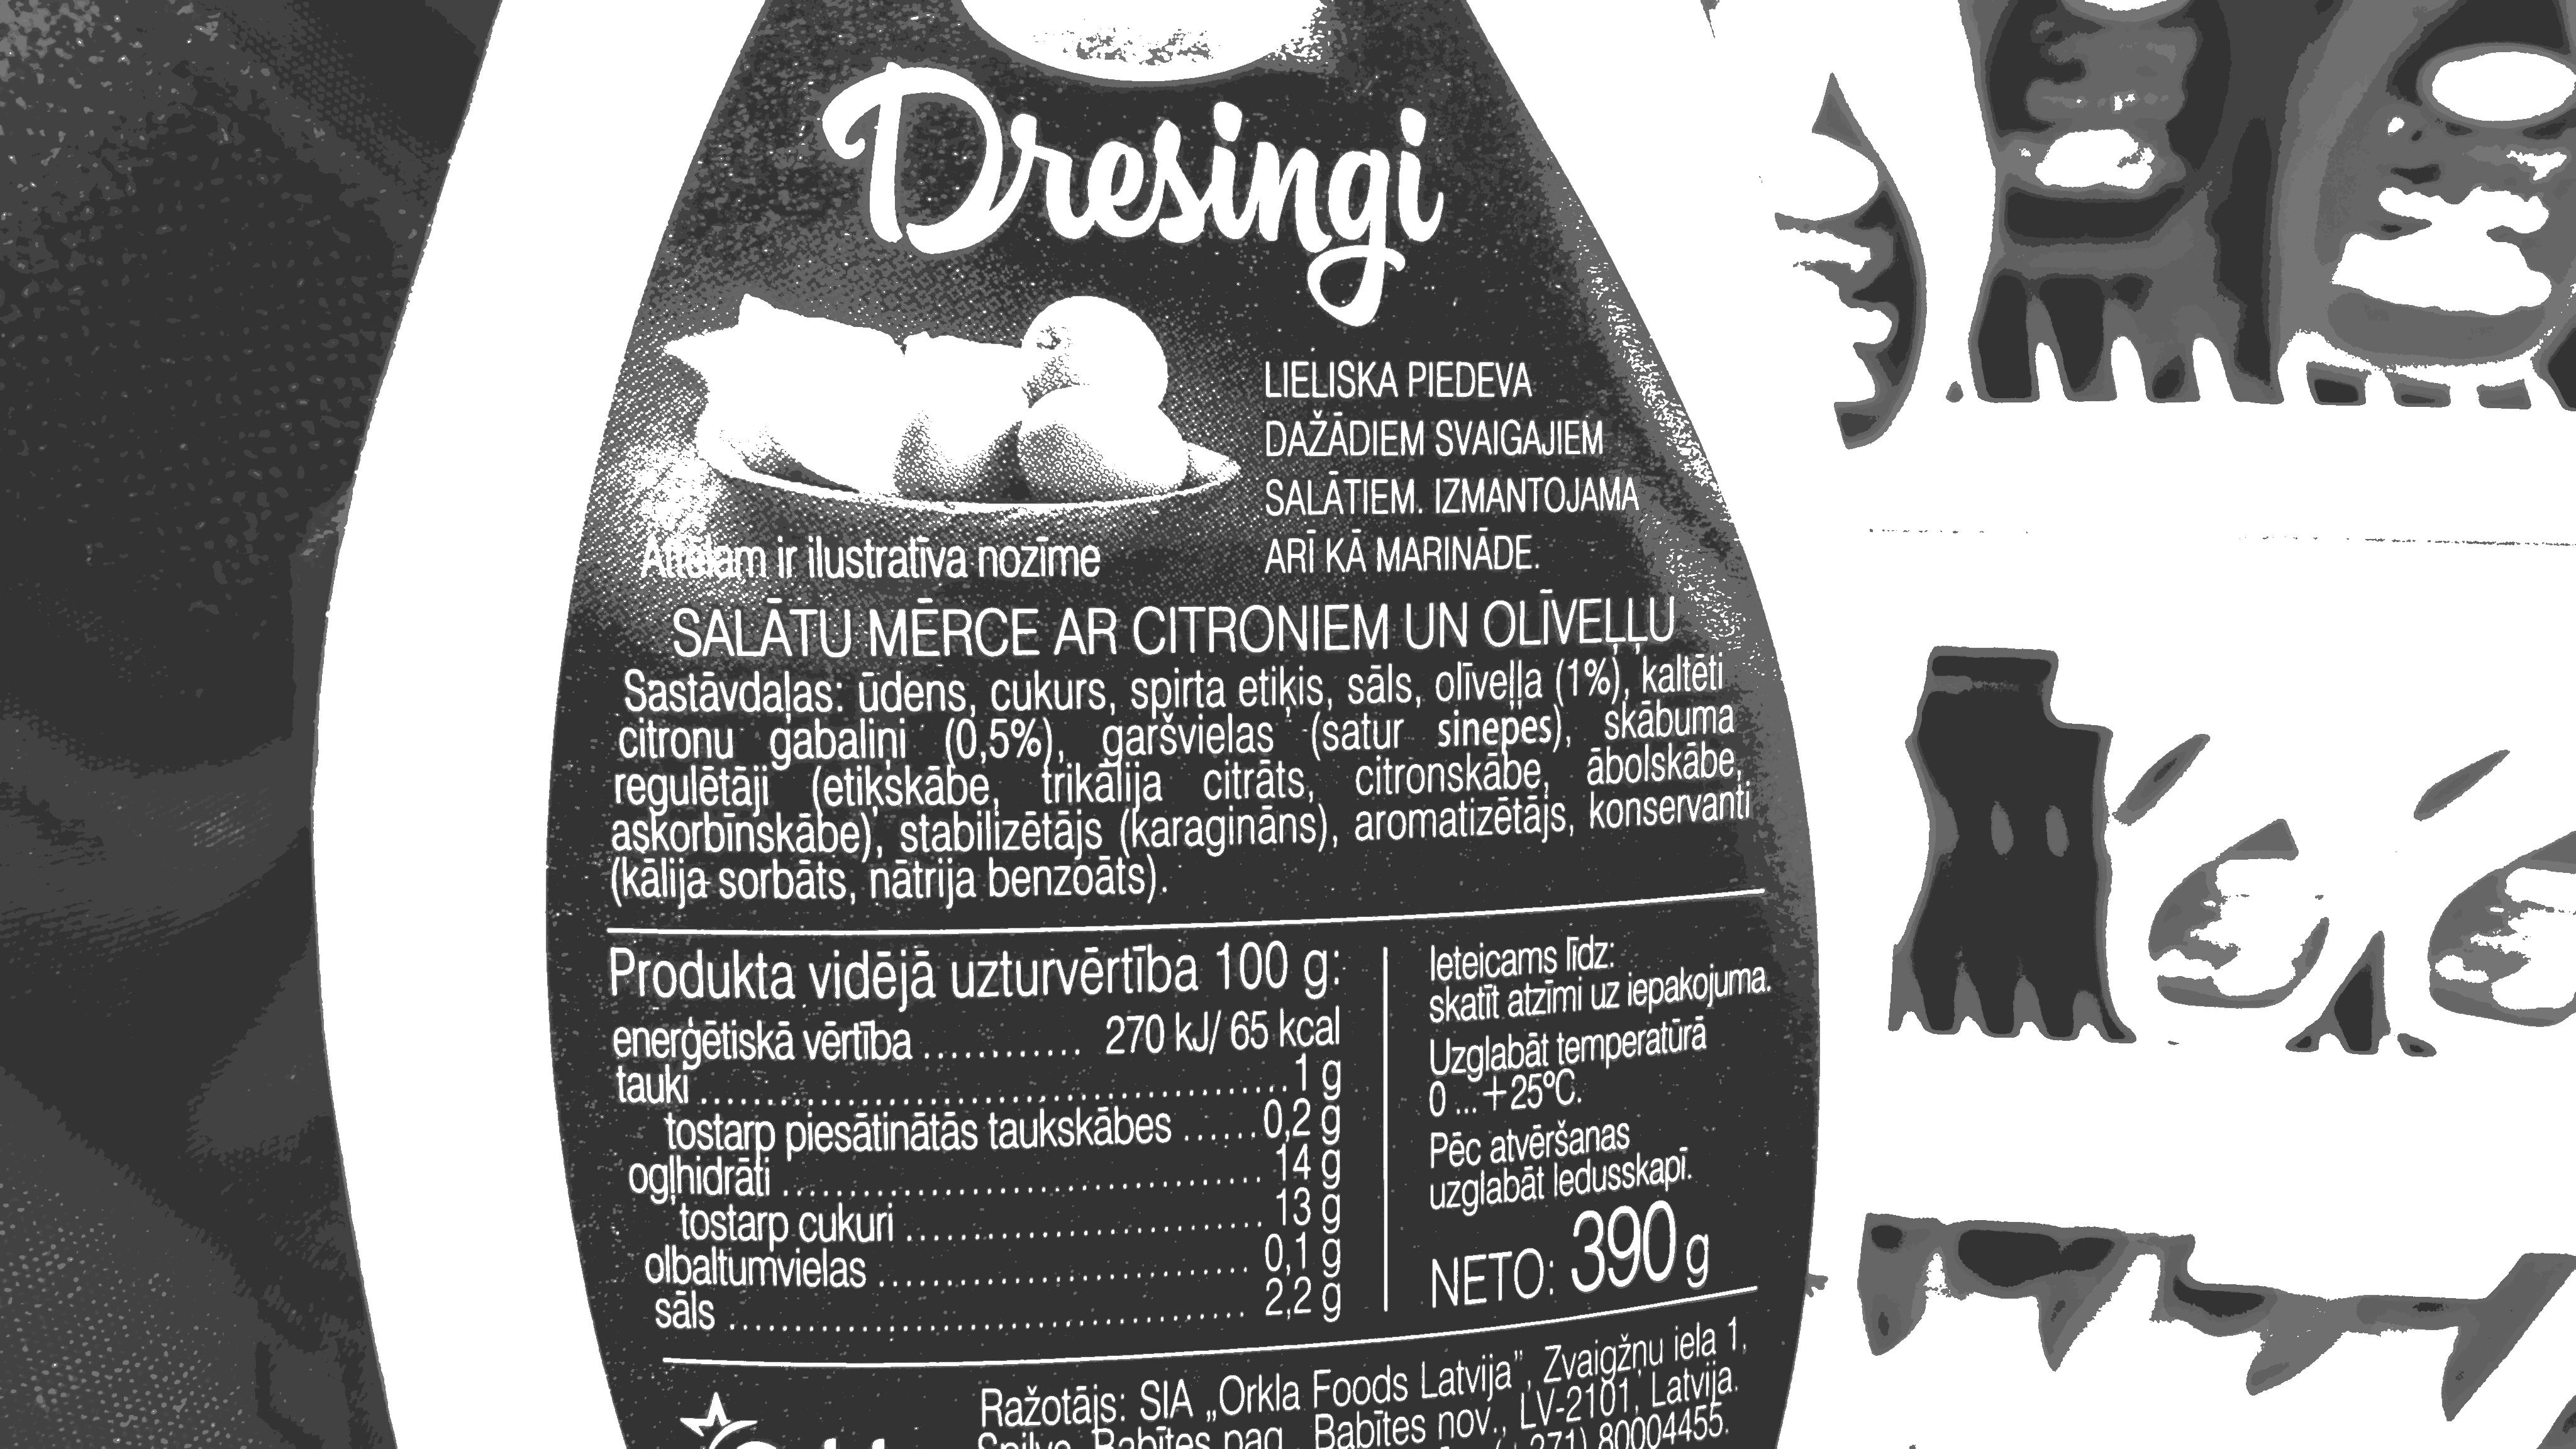 Dresingi
LIELISKA PIEDEVA
DAŽĀDIEM SVAIGAJIEM
SALĀTIEM. IZMANTOJAMA
ARĪ KĀ MARINĀDE.
Attēlam ir ilustratīva nozīme
SALĀTU MĒRCE AR CITRONIEM UN OLĪVEĻĻU
Sastāvdaļas: ūdens, cukurs, spirta etiķis, sāls, olīveļļa (1%), kaltēti
citronu gabaliņi (0,5%), garšvielas (satur sinepes), skābuma
regulētāji (etiķskābe, trikālija citrāts, citronskābe, ābolskābe,
askorbīnskābe), stabilizētājs (karagināns), aromatizētājs, konservanti
(kālija sorbāts, nātrija benzoāts).
Produkta vidējā uzturvērtība 100 g:
enerģētiskā vērtība ............ 270 kJ/ 65 kcal
tauki ............................................. 1 g
tostarp piesātinātās taukskābes ...... 0,2 g
ogļhidrāti ..................................... 14 g
tostarp cukuri ............................ 13 g
olbaltumvielas ............................. 0,1 g
sāls ........................................ 2,2 g
Ieteicams līdz:
skatīt atzīmi uz iepakojuma.
Uzglabāt temperatūrā
0 ... +25°C.
Pēc atvēršanas
uzglabāt ledusskapī.
NETO: 390 g
Ražotājs: SIA „Orkla Foods Latvija”, Zvaigžņu iela 1,
Spilve, Babītes pag., Babītes nov., LV-2101, Latvija.
271) 80004455.